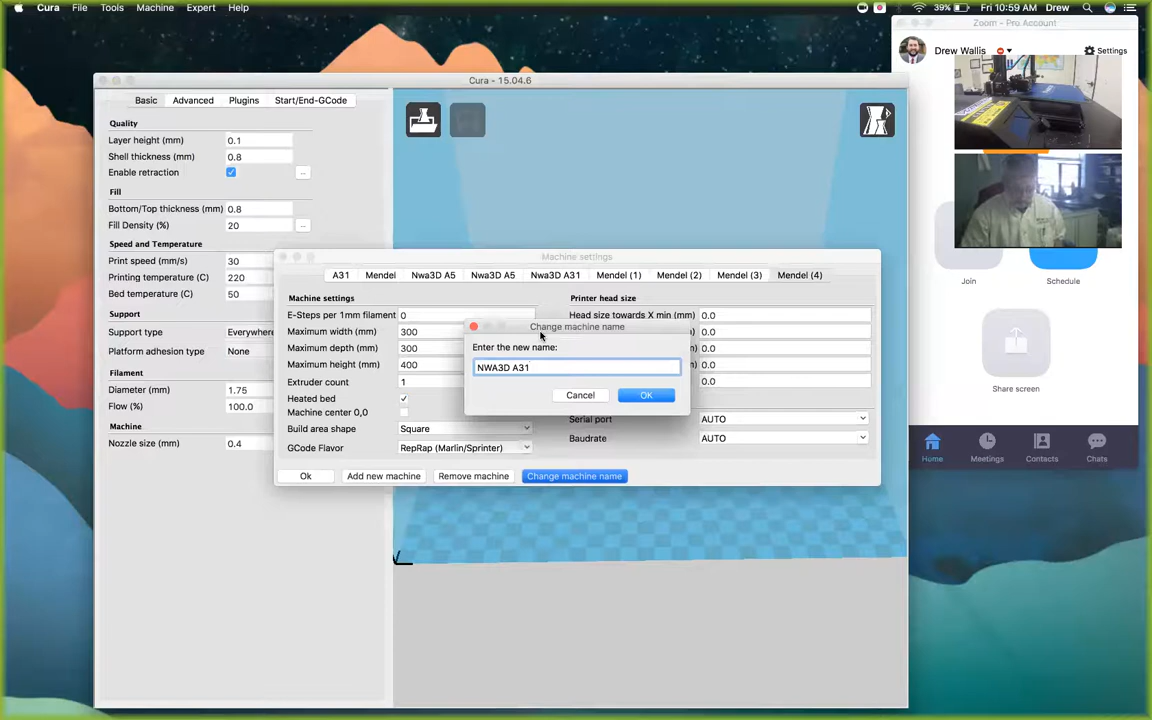 Cura File Tools Machine Expert Help 39% Fri 10:59 AM Drew
Zoom - Pro Account
Drew Wallis Settings
Cura - 15.04.6
Basic Advanced Plugins Start/End-GCode
Quality
Layer height (mm) 0.1
Shell thickness (mm) 0.8
Enable retraction ...
Fill
Bottom/Top thickness (mm) 0.8
Fill Density (%) 20 ...
Speed and Temperature
Print speed (mm/s) 30
Printing temperature (C) 220
Bed temperature (C) 50
Support
Support type Everywhere
Platform adhesion type None
Filament
Diameter (mm) 1.75
Flow (%) 100.0
Machine
Nozzle size (mm) 0.4
Machine settings
A31 Mendel Nwa3D A5 Nwa3D A5 Nwa3D A31 Mendel (1) Mendel (2) Mendel (3) Mendel (4)
Machine settings
E-Steps per 1mm filament 0
Maximum width (mm) 300
Maximum depth (mm) 300
Maximum height (mm) 400
Extruder count 1
Heated bed
Machine center 0,0
Build area shape Square
GCode Flavor RepRap (Marlin/Sprinter)
Printer head size
Head size towards X min (mm) 0.0
0.0
0.0
0.0
0.0
Serial port AUTO
Baudrate AUTO
Ok Add new machine Remove machine Change machine name
Change machine name
Enter the new name:
NWA3D A31
Cancel OK
Join Schedule
Share screen
Home Meetings Contacts Chats